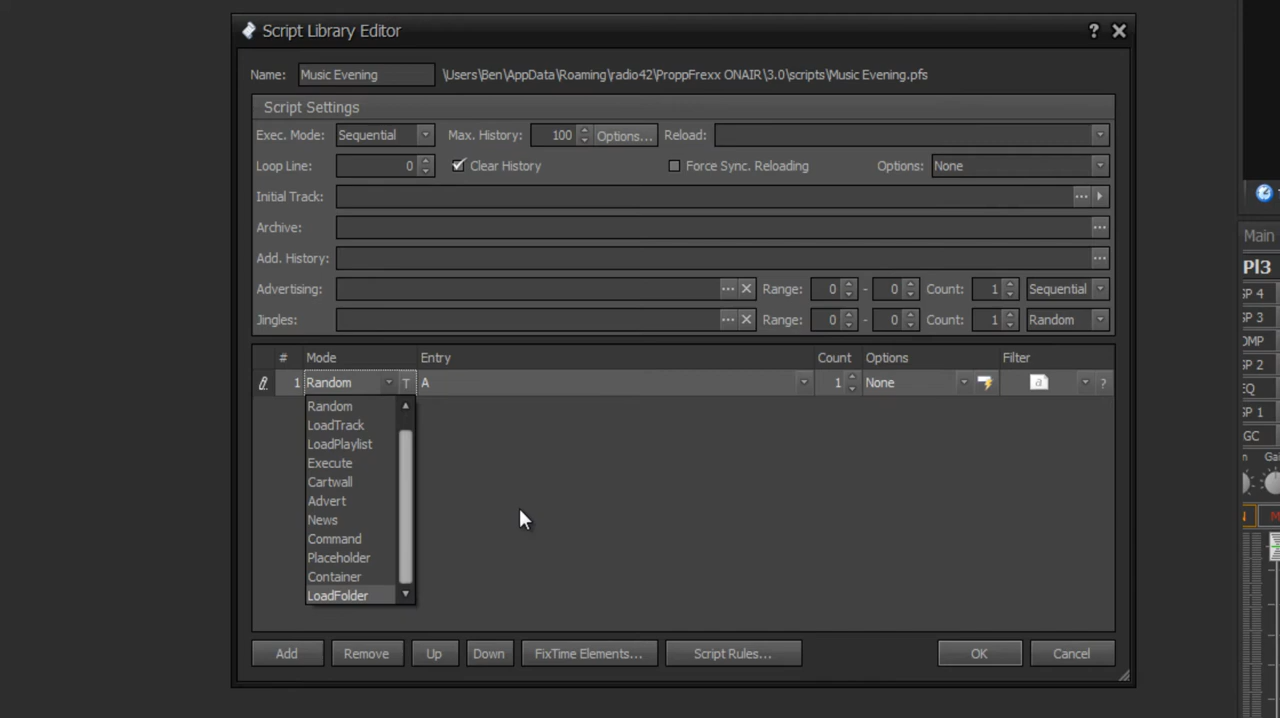 Script Library Editor ?
Name: Music Evening \Users\Ben\AppData\Roaming\radio42\ProppFrexx ONAIR\3.0\scripts\Music Evening.pfs
Script Settings
Exec. Mode: Sequential Max. History: 100 Options... Reload:
Loop Line: 0 Clear History Force Sync. Reloading Options: None
Initial Track: ...
Archive: ...
Add. History: ...
Advertising: ... Range: 0 - 0 Count: 1 Sequential
Jingles: ... Range: 0 - 0 Count: 1 Random
# Mode Entry Count Options Filter
1 Random T A 1 None a ?
Random
LoadTrack
LoadPlaylist
Execute
Cartwall
Advert
News
Command
Placeholder
Container
LoadFolder
Add Remove Up Down FixTime Elements... Script Rules... OK Cancel
Main
Pl3
SP 4
SP 3
OMP
SP 2
EQ
SP 1
GC